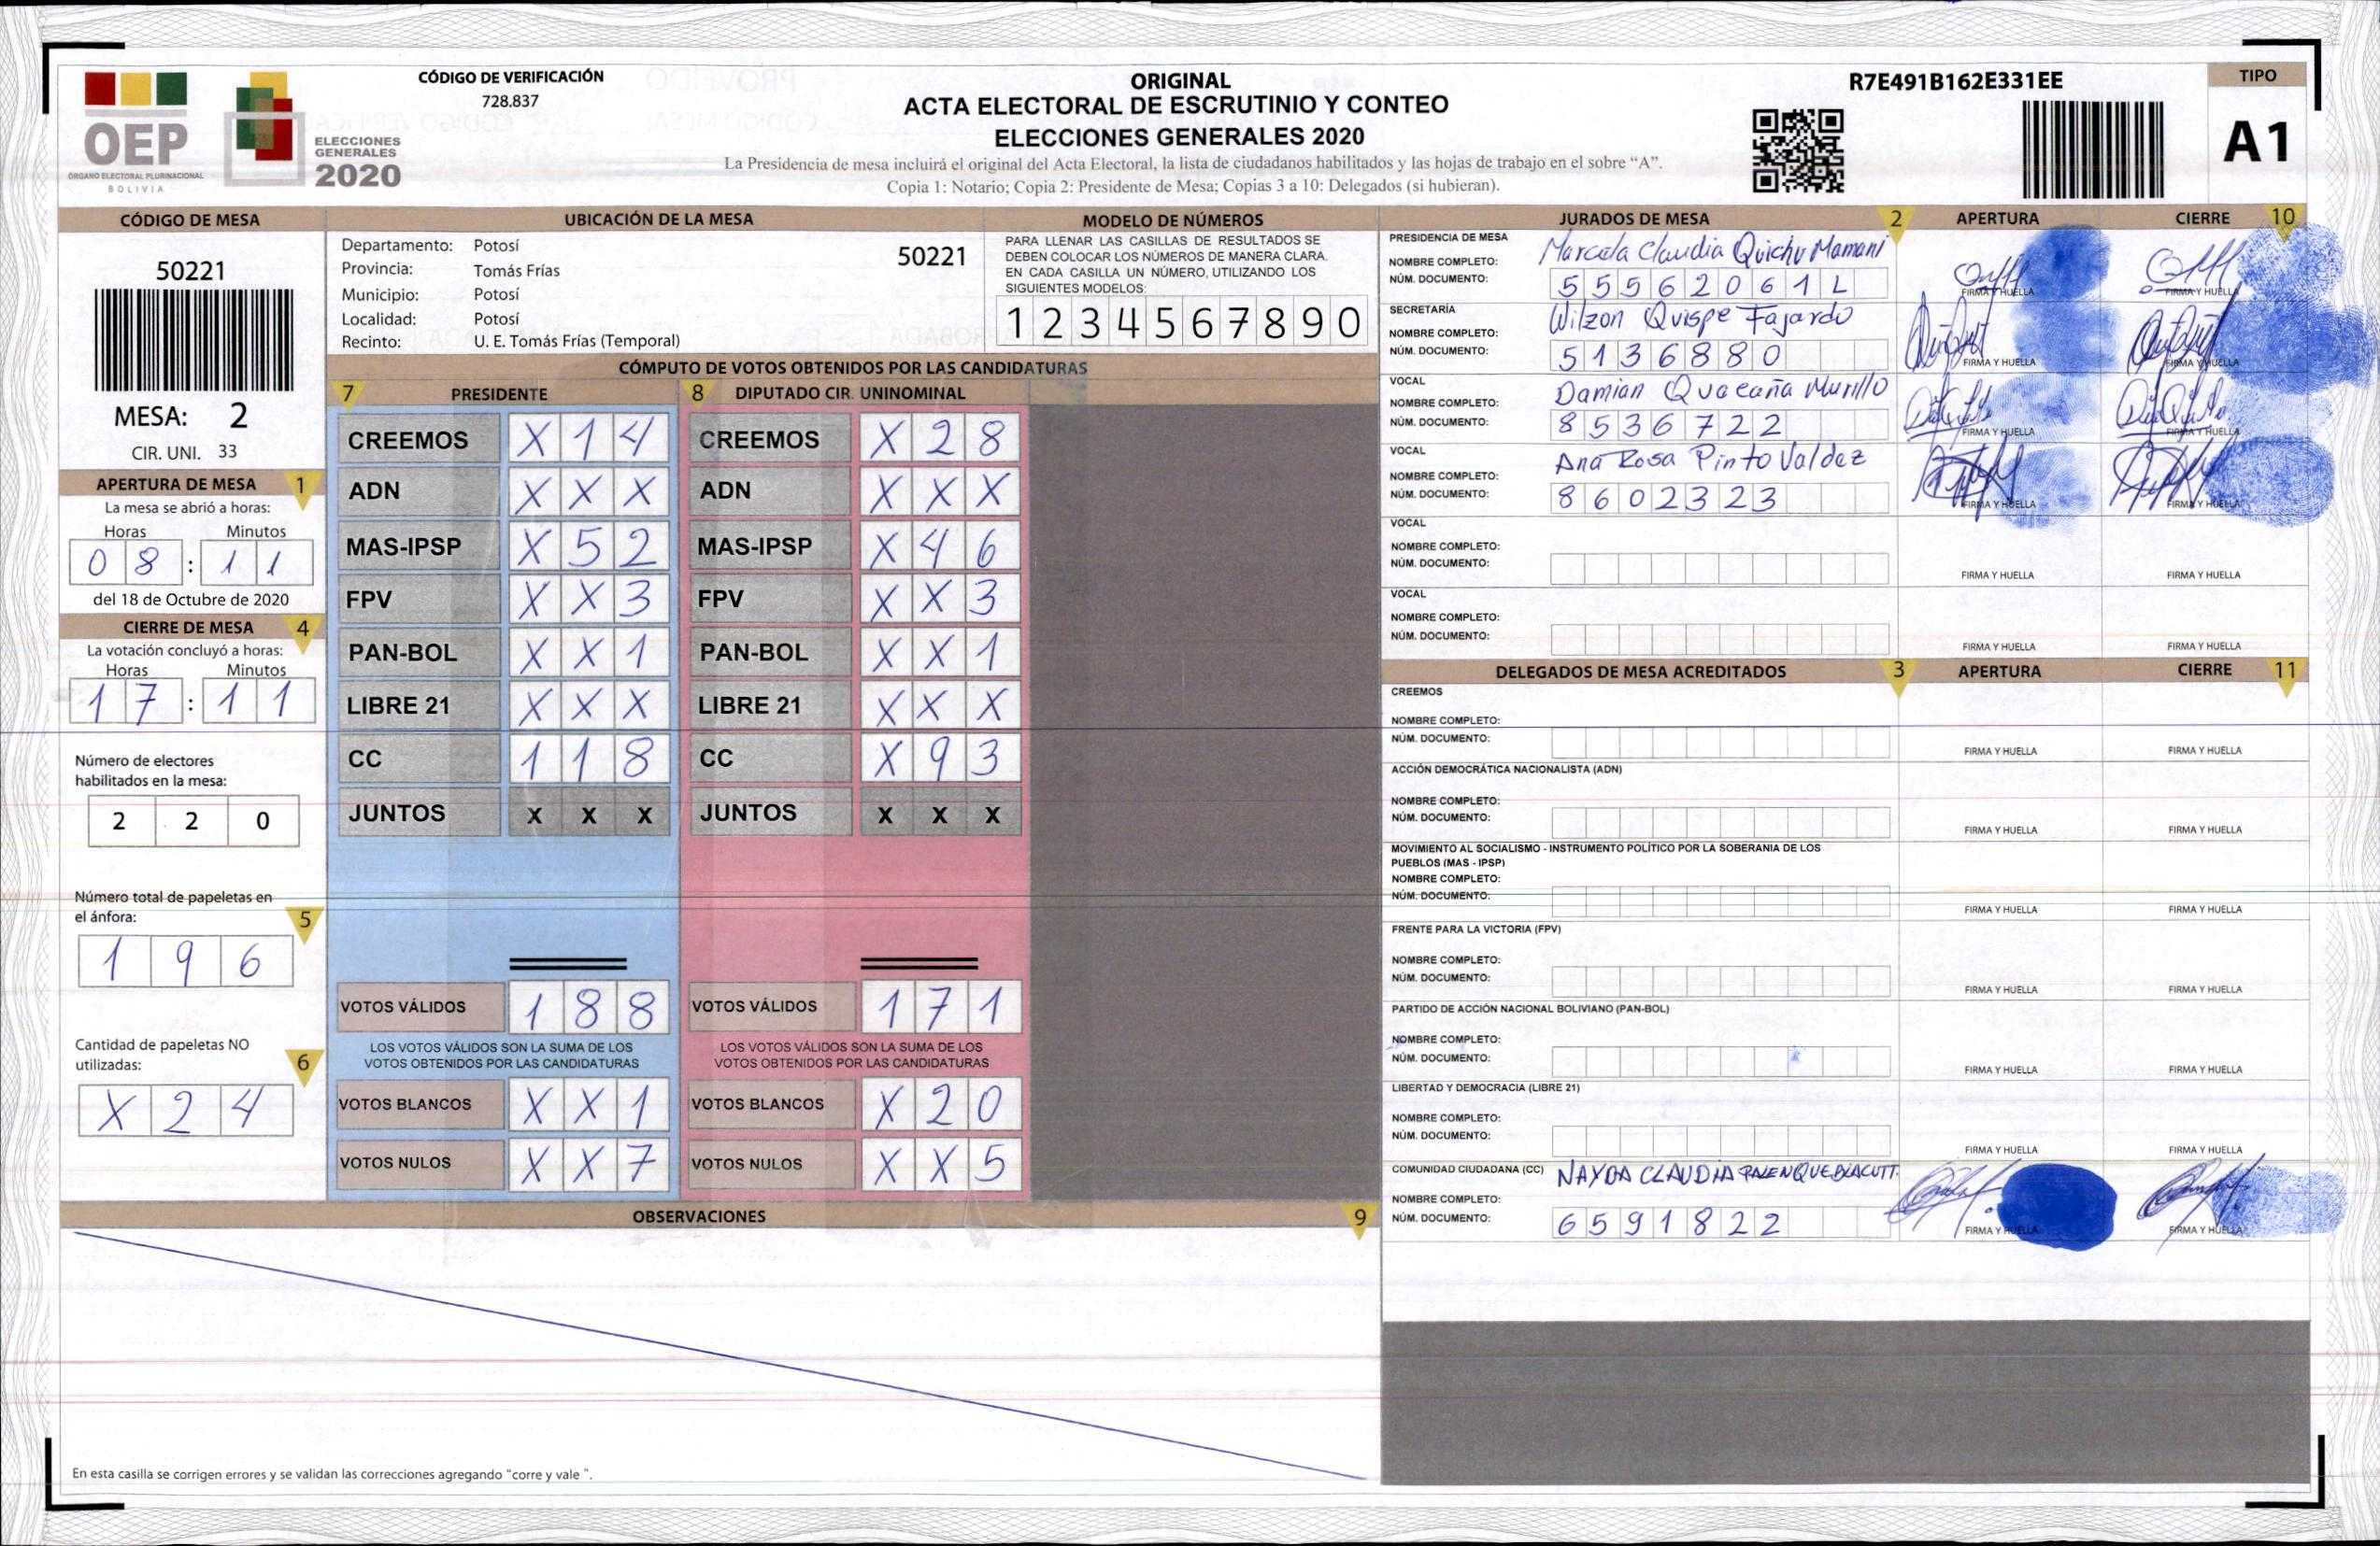 OEP
ÓRGANO ELECTORAL PLURINACIONAL
BOLIVIA
ELECCIONES
GENERALES
2020
CÓDIGO DE VERIFICACIÓN
728.837
ORIGINAL
ACTA ELECTORAL DE ESCRUTINIO Y CONTEO
ELECCIONES GENERALES 2020
La Presidencia de mesa incluirá el original del Acta Electoral, la lista de ciudadanos habilitados y las hojas de trabajo en el sobre “A”.
Copia 1: Notario; Copia 2: Presidente de Mesa; Copias 3 a 10: Delegados (si hubieran).
R7E491B162E331EE
TIPO
A1
CÓDIGO DE MESA
50221
MESA: 2
CIR. UNI. 33
APERTURA DE MESA 1
La mesa se abrió a horas:
Horas Minutos
08 : 11
del 18 de Octubre de 2020
CIERRE DE MESA 4
La votación concluyó a horas:
Horas Minutos
17 : 11
Número de electores
habilitados en la mesa:
2 2 0
Número total de papeletas en
el ánfora: 5
1 9 6
Cantidad de papeletas NO
utilizadas: 6
X 2 4
UBICACIÓN DE LA MESA
Departamento: Potosí 50221
Provincia: Tomás Frías
Municipio: Potosí
Localidad: Potosí
Recinto: U. E. Tomás Frías (Temporal)
MODELO DE NÚMEROS
PARA LLENAR LAS CASILLAS DE RESULTADOS SE
DEBEN COLOCAR LOS NÚMEROS DE MANERA CLARA.
EN CADA CASILLA UN NÚMERO, UTILIZANDO LOS
SIGUIENTES MODELOS:
1 2 3 4 5 6 7 8 9 0
CÓMPUTO DE VOTOS OBTENIDOS POR LAS CANDIDATURAS
7 PRESIDENTE 8 DIPUTADO CIR. UNINOMINAL
CREEMOS X 1 4 CREEMOS X 2 8
ADN X X X ADN X X X
MAS-IPSP X 5 2 MAS-IPSP X 4 6
FPV X X 3 FPV X X 3
PAN-BOL X X 1 PAN-BOL X X 1
LIBRE 21 X X X LIBRE 21 X X X
CC 1 1 8 CC X 9 3
JUNTOS X X X JUNTOS X X X
VOTOS VÁLIDOS 1 8 8 VOTOS VÁLIDOS 1 7 1
LOS VOTOS VÁLIDOS SON LA SUMA DE LOS LOS VOTOS VÁLIDOS SON LA SUMA DE LOS
VOTOS OBTENIDOS POR LAS CANDIDATURAS VOTOS OBTENIDOS POR LAS CANDIDATURAS
VOTOS BLANCOS X X 1 VOTOS BLANCOS X 2 0
VOTOS NULOS X X 7 VOTOS NULOS X X 5
OBSERVACIONES 9
En esta casilla se corrigen errores y se validan las correcciones agregando “corre y vale ”.
JURADOS DE MESA 2 APERTURA CIERRE 10
PRESIDENCIA DE MESA
NOMBRE COMPLETO: Marcela Claudia Quichu Mamani
NÚM. DOCUMENTO: 5 5 5 6 2 0 6 1 L
FIRMA Y HUELLA FIRMA Y HUELLA
SECRETARÍA
NOMBRE COMPLETO: Wilzon Quispe Fajardo
NÚM. DOCUMENTO: 5 1 3 6 8 8 0
FIRMA Y HUELLA FIRMA Y HUELLA
VOCAL
NOMBRE COMPLETO: Damian Quacaña Murillo
NÚM. DOCUMENTO: 8 5 3 6 7 2 2
FIRMA Y HUELLA FIRMA Y HUELLA
VOCAL
NOMBRE COMPLETO: Ana Rosa Pinto Valdez
NÚM. DOCUMENTO: 8 6 0 2 3 2 3
FIRMA Y HUELLA FIRMA Y HUELLA
VOCAL
NOMBRE COMPLETO:
NÚM. DOCUMENTO:
FIRMA Y HUELLA FIRMA Y HUELLA
VOCAL
NOMBRE COMPLETO:
NÚM. DOCUMENTO:
FIRMA Y HUELLA FIRMA Y HUELLA
DELEGADOS DE MESA ACREDITADOS 3 APERTURA CIERRE 11
CREEMOS
NOMBRE COMPLETO:
NÚM. DOCUMENTO:
FIRMA Y HUELLA FIRMA Y HUELLA
ACCIÓN DEMOCRÁTICA NACIONALISTA (ADN)
NOMBRE COMPLETO:
NÚM. DOCUMENTO:
FIRMA Y HUELLA FIRMA Y HUELLA
MOVIMIENTO AL SOCIALISMO - INSTRUMENTO POLÍTICO POR LA SOBERANIA DE LOS
PUEBLOS (MAS - IPSP)
NOMBRE COMPLETO:
NÚM. DOCUMENTO:
FIRMA Y HUELLA FIRMA Y HUELLA
FRENTE PARA LA VICTORIA (FPV)
NOMBRE COMPLETO:
NÚM. DOCUMENTO:
FIRMA Y HUELLA FIRMA Y HUELLA
PARTIDO DE ACCIÓN NACIONAL BOLIVIANO (PAN-BOL)
NOMBRE COMPLETO:
NÚM. DOCUMENTO:
FIRMA Y HUELLA FIRMA Y HUELLA
LIBERTAD Y DEMOCRACIA (LIBRE 21)
NOMBRE COMPLETO:
NÚM. DOCUMENTO:
FIRMA Y HUELLA FIRMA Y HUELLA
COMUNIDAD CIUDADANA (CC) NAYDA CLAUDIA PALENQUE BLACUTT
NOMBRE COMPLETO:
NÚM. DOCUMENTO: 6 5 9 1 8 2 2
FIRMA Y HUELLA FIRMA Y HUELLA